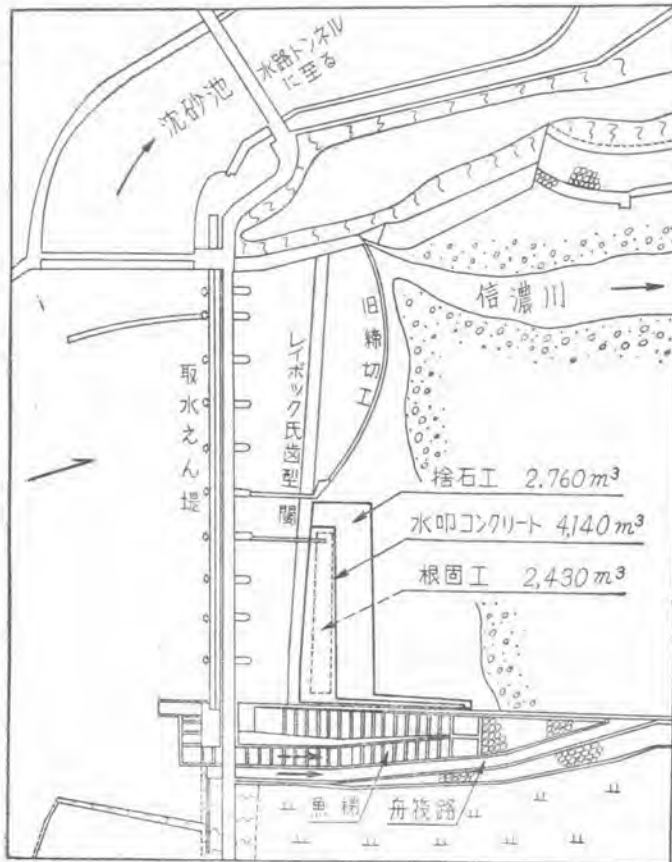 水路トンネル
に至る
沈砂池
信濃川
旧締切工
レイボック氏歯型閾
取水えん堤
捨石工 2.760m³
水叩コンクリート 4,140m³
根固工 2,430m³
魚梯
舟筏路